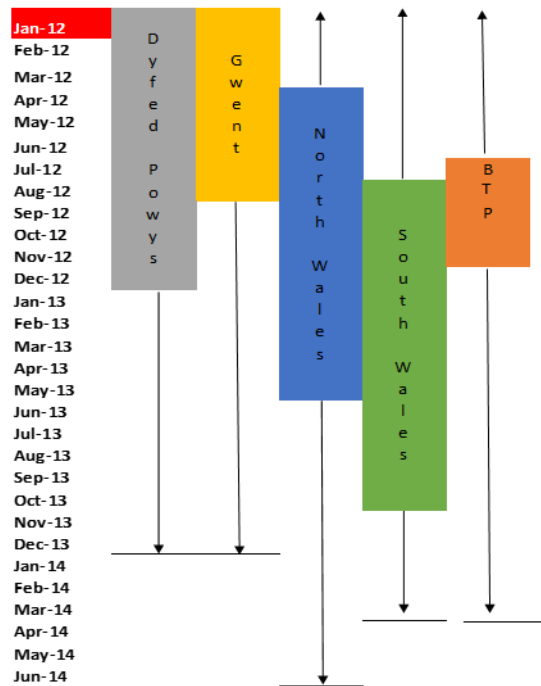 Jan-12
Feb-12
Mar-12
Apr-12
May-12
Jun-12
Jul-12
Aug-12
Sep-12
Oct-12
Nov-12
Dec-12
Jan-13
Feb-13
Mar-13
Apr-13
May-13
Jun-13
Jul-13
Aug-13
Sep-13
Oct-13
Nov-13
Dec-13
Jan-14
Feb-14
Mar-14
Apr-14
May-14
Jun-14
Dyfed Powys
Gwent
North Wales
South Wales
BTP